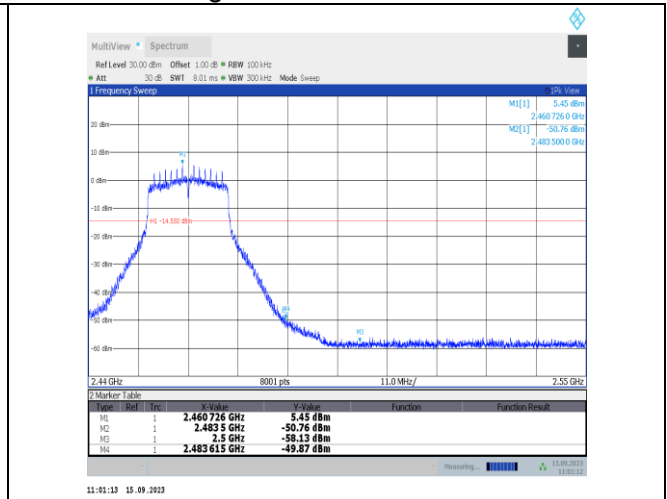 MultiView Spectrum
Ref Level 30.00 dBm Offset 1.00 dB RBW 100 kHz
Att 30 dB SWT 8.01 ms VBW 300 kHz Mode Sweep
1 Frequency Sweep 1Pk View
M1[1] 5.45 dBm
2.460 726 0 GHz
M2[1] -50.76 dBm
2.483 500 0 GHz
20 dBm
10 dBm
M1
0 dBm
-10 dBm
H1 -14.550 dBm
-20 dBm
-30 dBm
-40 dBm
-50 dBm
M3
-60 dBm
2.44 GHz 8001 pts 11.0 MHz/ 2.55 GHz
2 Marker Table
Type Ref Trc X-Value Y-Value Function Function Result
M1 1 2.460 726 GHz 5.45 dBm
M2 1 2.483 5 GHz -50.76 dBm
M3 1 2.5 GHz -58.13 dBm
M4 1 2.483 615 GHz -49.87 dBm
Measuring... 15.09.2023
11:01:12
11:01:13 15.09.2023